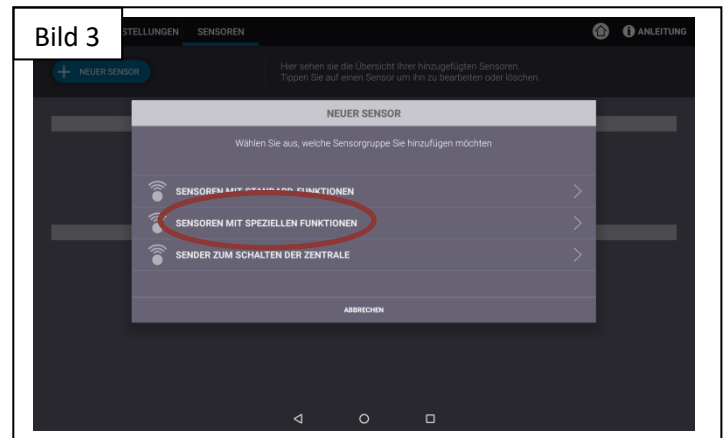 Bild 3
STELLUNGEN SENSOREN ANLEITUNG
+ NEUER SENSOR
Hier sehen sie die Übersicht Ihrer hinzugefügten Sensoren.
Tippen Sie auf einen Sensor um ihn zu bearbeiten oder löschen.
NEUER SENSOR
Wählen Sie aus, welche Sensorgruppe Sie hinzufügen möchten
SENSOREN MIT STANDARD-FUNKTIONEN
SENSOREN MIT SPEZIELLEN FUNKTIONEN
SENDER ZUM SCHALTEN DER ZENTRALE
ABBRECHEN